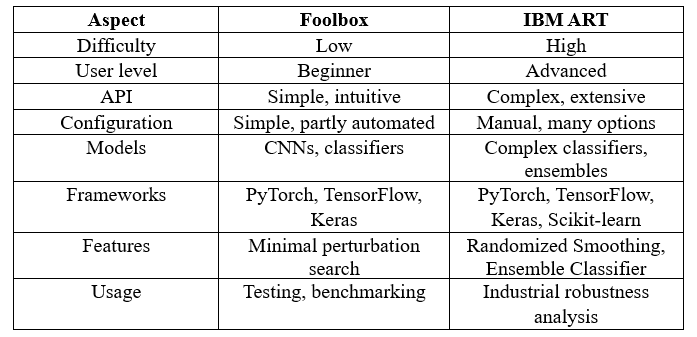 Aspect Foolbox IBM ART
Difficulty Low High
User level Beginner Advanced
API Simple, intuitive Complex, extensive
Configuration Simple, partly automated Manual, many options
Models CNNs, classifiers Complex classifiers,
ensembles
Frameworks PyTorch, TensorFlow, PyTorch, TensorFlow,
Keras Keras, Scikit-learn
Features Minimal perturbation Randomized Smoothing,
search Ensemble Classifier
Usage Testing, benchmarking Industrial robustness
analysis